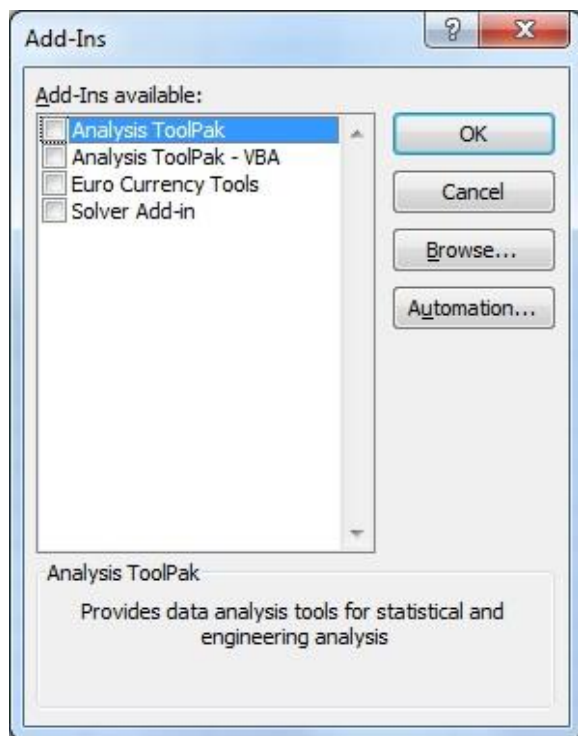 Add-Ins
?
X
Add-Ins available:
Analysis ToolPak
Analysis ToolPak - VBA
Euro Currency Tools
Solver Add-in
OK
Cancel
Browse...
Automation...
Analysis ToolPak
Provides data analysis tools for statistical and
engineering analysis